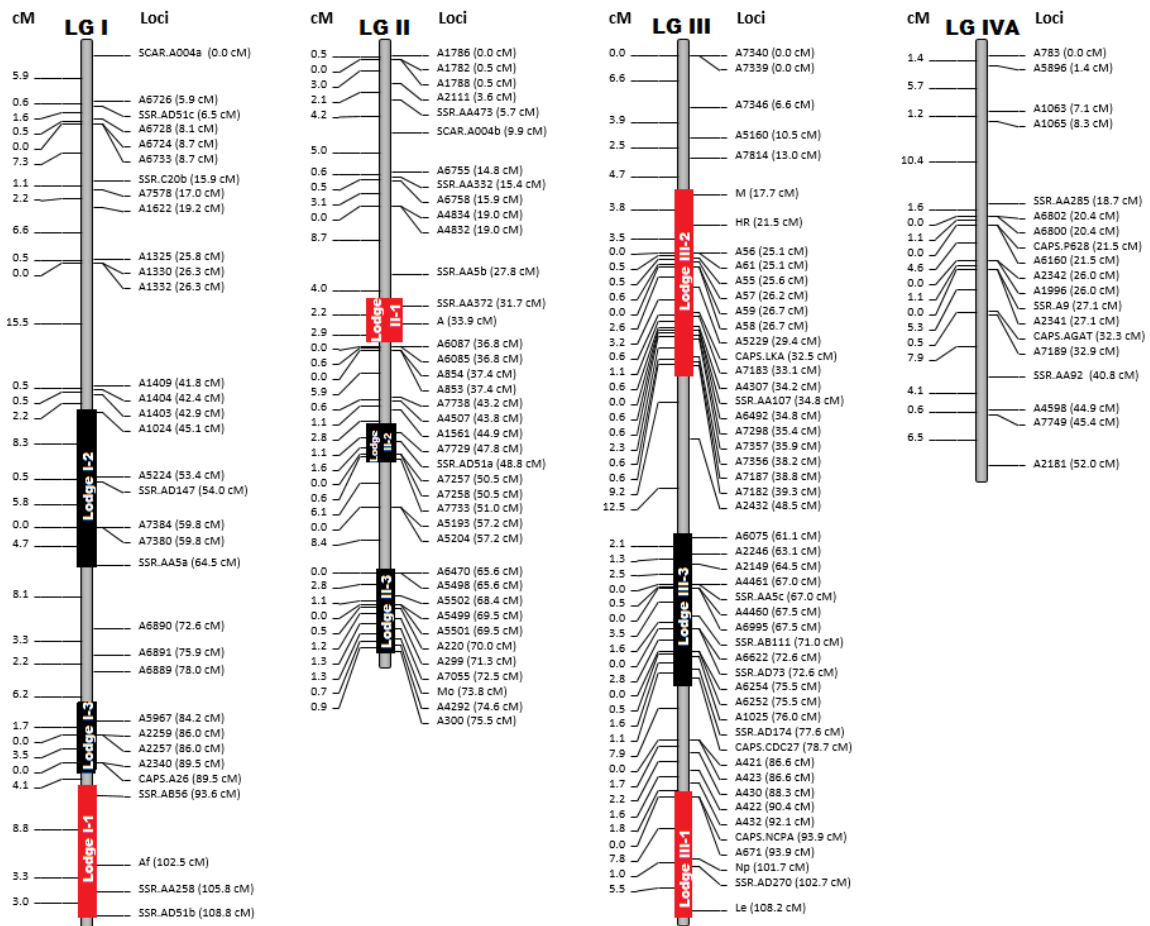 cM
LG I
Loci
5.9
0.6
1.6
0.5
0.0
7.3
1.1
2.2
6.6
0.5
0.0
15.5
0.5
0.5
2.2
8.3
0.5
5.8
0.0
4.7
8.1
3.3
2.2
6.2
1.7
0.0
3.5
0.0
4.1
8.8
3.3
3.0
Lodge I-2
Lodge I-3
Lodge I-1
SCAR.A004a (0.0 cM)
A6726 (5.9 cM)
SSR.AD51c (6.5 cM)
A6728 (8.1 cM)
A6724 (8.7 cM)
A6733 (8.7 cM)
SSR.C20b (15.9 cM)
A7578 (17.0 cM)
A1622 (19.2 cM)
A1325 (25.8 cM)
A1330 (26.3 cM)
A1332 (26.3 cM)
A1409 (41.8 cM)
A1404 (42.4 cM)
A1403 (42.9 cM)
A1024 (45.1 cM)
A5224 (53.4 cM)
SSR.AD147 (54.0 cM)
A7384 (59.8 cM)
A7380 (59.8 cM)
SSR.AA5a (64.5 cM)
A6890 (72.6 cM)
A6891 (75.9 cM)
A6889 (78.0 cM)
A5967 (84.2 cM)
A2259 (86.0 cM)
A2257 (86.0 cM)
A2340 (89.5 cM)
CAPS.A26 (89.5 cM)
SSR.AB56 (93.6 cM)
Af (102.5 cM)
SSR.AA258 (105.8 cM)
SSR.AD51b (108.8 cM)
cM
LG II
Loci
0.5
0.0
3.0
2.1
4.2
5.0
0.6
0.5
3.1
0.0
8.7
4.0
2.2
2.9
0.0
0.6
0.0
5.9
0.6
1.1
2.8
1.1
1.6
0.0
0.6
6.1
0.0
8.4
0.0
2.8
1.1
0.0
0.5
1.2
1.3
1.3
0.7
0.9
Lodge
II-1
Lodge
II-2
Lodge II-3
A1786 (0.0 cM)
A1782 (0.5 cM)
A1788 (0.5 cM)
A2111 (3.6 cM)
SSR.AA473 (5.7 cM)
SCAR.A004b (9.9 cM)
A6755 (14.8 cM)
SSR.AA332 (15.4 cM)
A6758 (15.9 cM)
A4834 (19.0 cM)
A4832 (19.0 cM)
SSR.AA5b (27.8 cM)
SSR.AA372 (31.7 cM)
A (33.9 cM)
A6087 (36.8 cM)
A6085 (36.8 cM)
A854 (37.4 cM)
A853 (37.4 cM)
A7738 (43.2 cM)
A4507 (43.8 cM)
A1561 (44.9 cM)
A7729 (47.8 cM)
SSR.AD51a (48.8 cM)
A7257 (50.5 cM)
A7258 (50.5 cM)
A7733 (51.0 cM)
A5193 (57.2 cM)
A5204 (57.2 cM)
A6470 (65.6 cM)
A5498 (65.6 cM)
A5502 (68.4 cM)
A5499 (69.5 cM)
A5501 (69.5 cM)
A220 (70.0 cM)
A299 (71.3 cM)
A7055 (72.5 cM)
Mo (73.8 cM)
A4292 (74.6 cM)
A300 (75.5 cM)
cM
LG III
Loci
0.0
6.6
3.9
2.5
4.7
3.8
3.5
0.0
0.5
0.5
0.6
0.0
2.6
3.2
0.6
1.1
0.6
0.0
0.6
0.6
2.3
0.6
0.6
9.2
12.5
2.1
1.3
2.5
0.0
0.5
0.0
3.5
1.6
0.0
2.8
0.0
0.5
1.6
1.1
7.9
0.0
1.7
2.2
1.6
1.8
0.0
7.8
1.0
5.5
Lodge III-2
Lodge III-3
Lodge III-1
A7340 (0.0 cM)
A7339 (0.0 cM)
A7346 (6.6 cM)
A5160 (10.5 cM)
A7814 (13.0 cM)
M (17.7 cM)
HR (21.5 cM)
A56 (25.1 cM)
A61 (25.1 cM)
A55 (25.6 cM)
A57 (26.2 cM)
A59 (26.7 cM)
A58 (26.7 cM)
A5229 (29.4 cM)
CAPS.LKA (32.5 cM)
A7183 (33.1 cM)
A4307 (34.2 cM)
SSR.AA107 (34.8 cM)
A6492 (34.8 cM)
A7298 (35.4 cM)
A7357 (35.9 cM)
A7356 (38.2 cM)
A7187 (38.8 cM)
A7182 (39.3 cM)
A2432 (48.5 cM)
A6075 (61.1 cM)
A2246 (63.1 cM)
A2149 (64.5 cM)
A4461 (67.0 cM)
SSR.AA5c (67.0 cM)
A4460 (67.5 cM)
A6995 (67.5 cM)
SSR.AB111 (71.0 cM)
A6622 (72.6 cM)
SSR.AD73 (72.6 cM)
A6254 (75.5 cM)
A6252 (75.5 cM)
A1025 (76.0 cM)
SSR.AD174 (77.6 cM)
CAPS.CDC27 (78.7 cM)
A421 (86.6 cM)
A423 (86.6 cM)
A430 (88.3 cM)
A422 (90.4 cM)
A432 (92.1 cM)
CAPS.NCPA (93.9 cM)
A671 (93.9 cM)
Np (101.7 cM)
SSR.AD270 (102.7 cM)
Le (108.2 cM)
cM
LG IVA
Loci
1.4
5.7
1.2
10.4
1.6
0.0
1.1
0.0
4.6
0.0
1.1
0.0
5.3
0.5
7.9
4.1
0.6
6.5
A783 (0.0 cM)
A5896 (1.4 cM)
A1063 (7.1 cM)
A1065 (8.3 cM)
SSR.AA285 (18.7 cM)
A6802 (20.4 cM)
A6800 (20.4 cM)
CAPS.P628 (21.5 cM)
A6160 (21.5 cM)
A2342 (26.0 cM)
A1996 (26.0 cM)
SSR.A9 (27.1 cM)
A2341 (27.1 cM)
CAPS.AGAT (32.3 cM)
A7189 (32.9 cM)
SSR.AA92 (40.8 cM)
A4598 (44.9 cM)
A7749 (45.4 cM)
A2181 (52.0 cM)